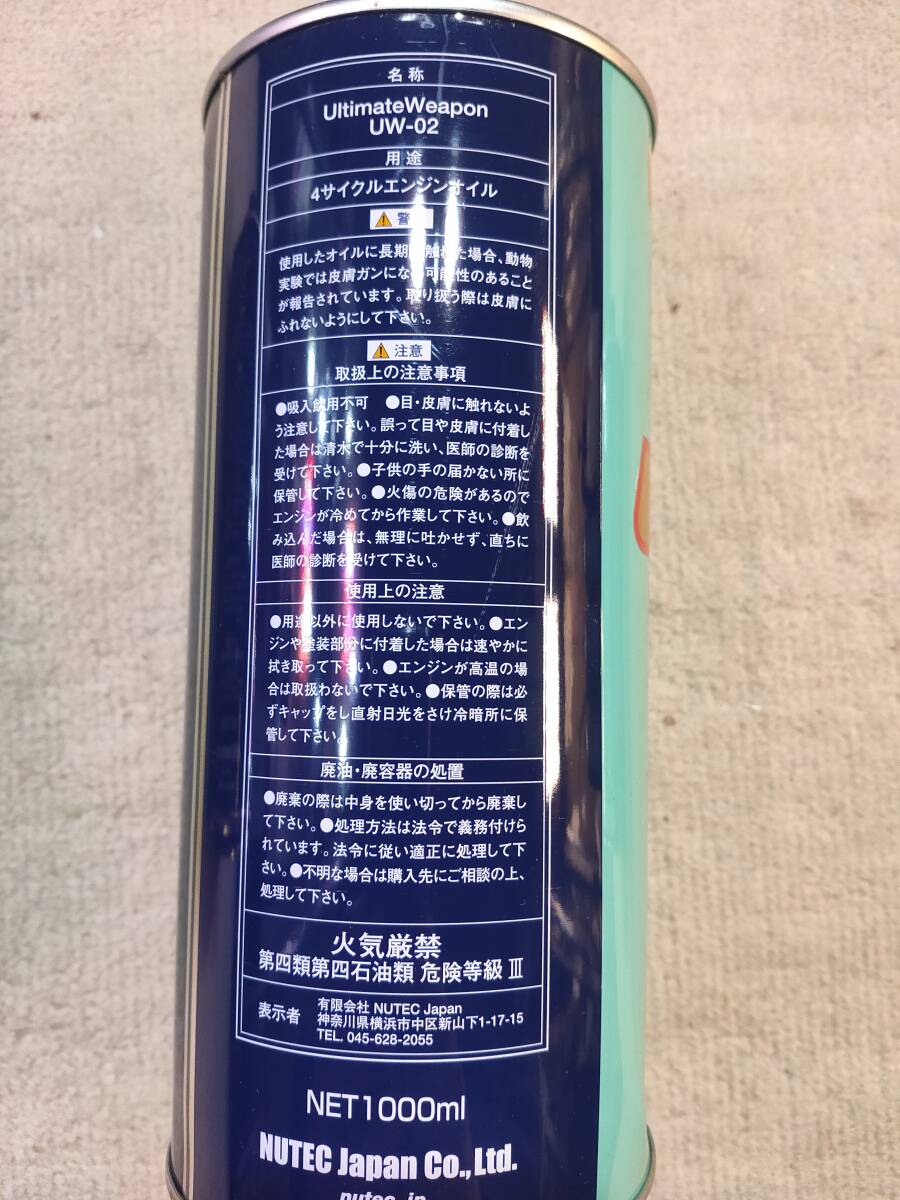 名称
UltimateWeapon
UW-02
用途
4サイクルエンジンオイル
警
使用したオイルに長期 触れた場合、動物
実験では皮膚ガンになる可能性のあること
が報告されています。取り扱う際は皮膚に
ふれないようにして下さい。
注意
取扱上の注意事項
●吸入飲用不可 ●目・皮膚に触れないよ
う注意して下さい。誤って目や皮膚に付着し
た場合は清水で十分に洗い、医師の診断を
受けて下さい。●子供の手の届かない所に
保管して下さい。●火傷の危険があるので
エンジンが冷めてから作業して下さい。●飲
み込んだ場合は、無理に吐かせず、直ちに
医師の診断を受けて下さい。
使用上の注意
●用途以外に使用しないで下さい。●エン
ジンや塗装部分に付着した場合は速やかに
拭き取って下さい。●エンジンが高温の場
合は取扱わないで下さい。●保管の際は必
ずキャップをし直射日光をさけ冷暗所に保
管して下さい。
廃油・廃容器の処置
●廃棄の際は中身を使い切ってから廃棄し
て下さい。●処理方法は法令で義務付けら
れています。法令に従い適正に処理して下
さい。●不明な場合は購入先にご相談の上、
処理して下さい。
火気厳禁
第四類第四石油類 危険等級 Ⅲ
表示者
有限会社 NUTEC Japan
神奈川県横浜市中区新山下1-17-15
TEL. 045-628-2055
NET1000ml
NUTEC Japan Co.,Ltd.
nutec.jp